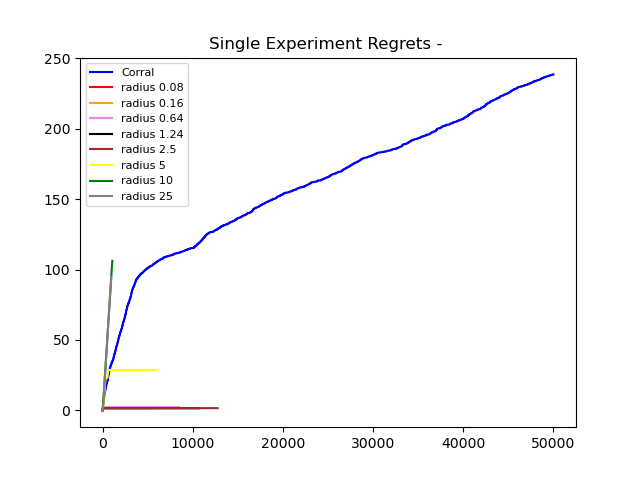 Single Experiment Regrets -
250
200
150
100
50
0
Corral
radius 0.08
radius 0.16
radius 0.64
radius 1.24
radius 2.5
radius 5
radius 10
radius 25
0 10000 20000 30000 40000 50000